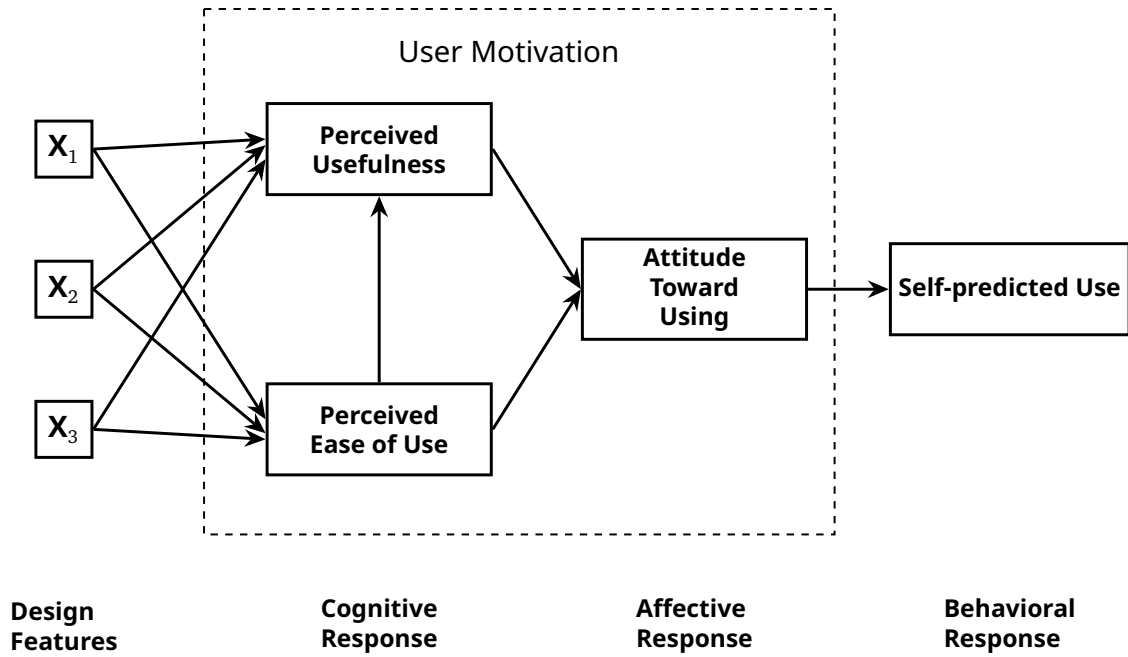 User Motivation
X₁
Perceived
Usefulness
X₂
Attitude
Toward
Using
Self-predicted Use
X₃
Perceived
Ease of Use
Design
Features
Cognitive
Response
Affective
Response
Behavioral
Response